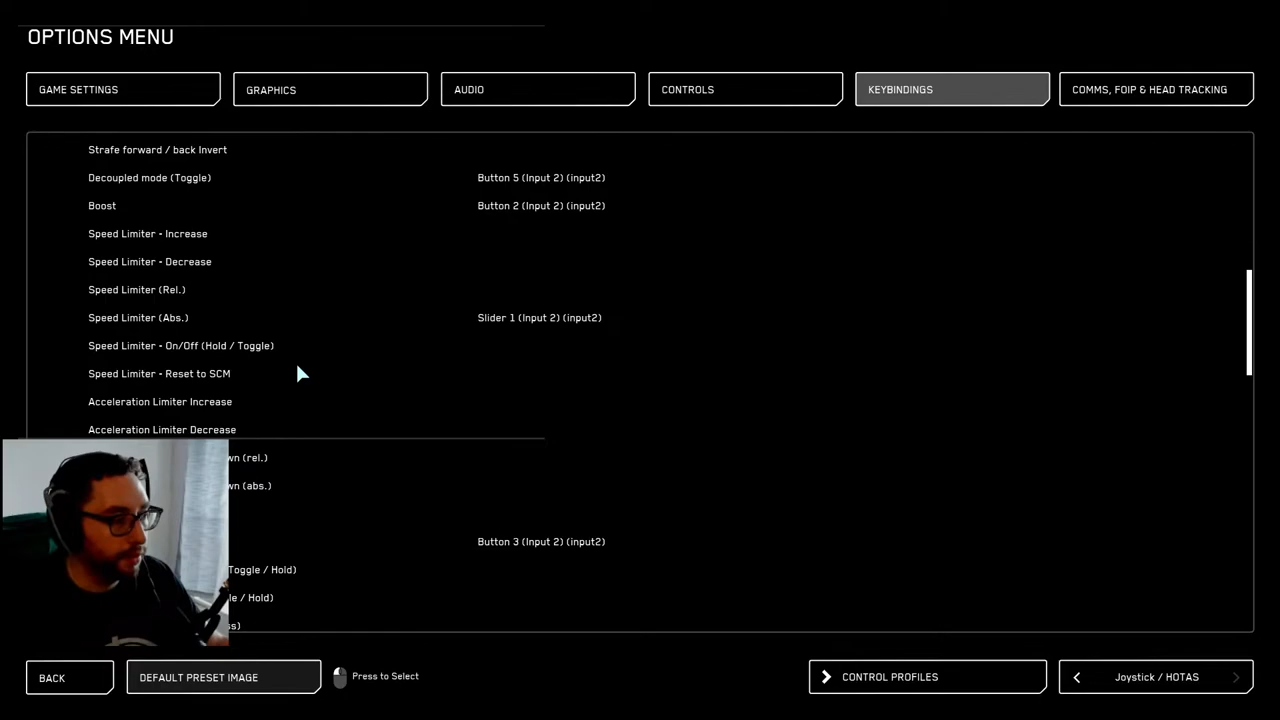 OPTIONS MENU
GAME SETTINGS
GRAPHICS
AUDIO
CONTROLS
KEYBINDINGS
COMMS, FOIP & HEAD TRACKING
Strafe forward / back Invert
Decoupled mode (Toggle) Button 5 (Input 2) (input2)
Boost Button 2 (Input 2) (input2)
Speed Limiter - Increase
Speed Limiter - Decrease
Speed Limiter (Rel.)
Speed Limiter (Abs.) Slider 1 (Input 2) (input2)
Speed Limiter - On/Off (Hold / Toggle)
Speed Limiter - Reset to SCM
Acceleration Limiter Increase
Acceleration Limiter Decrease
wn (rel.)
wn (abs.)
Button 3 (Input 2) (input2)
Toggle / Hold)
le / Hold)
ss)
BACK
DEFAULT PRESET IMAGE
Press to Select
CONTROL PROFILES
Joystick / HOTAS